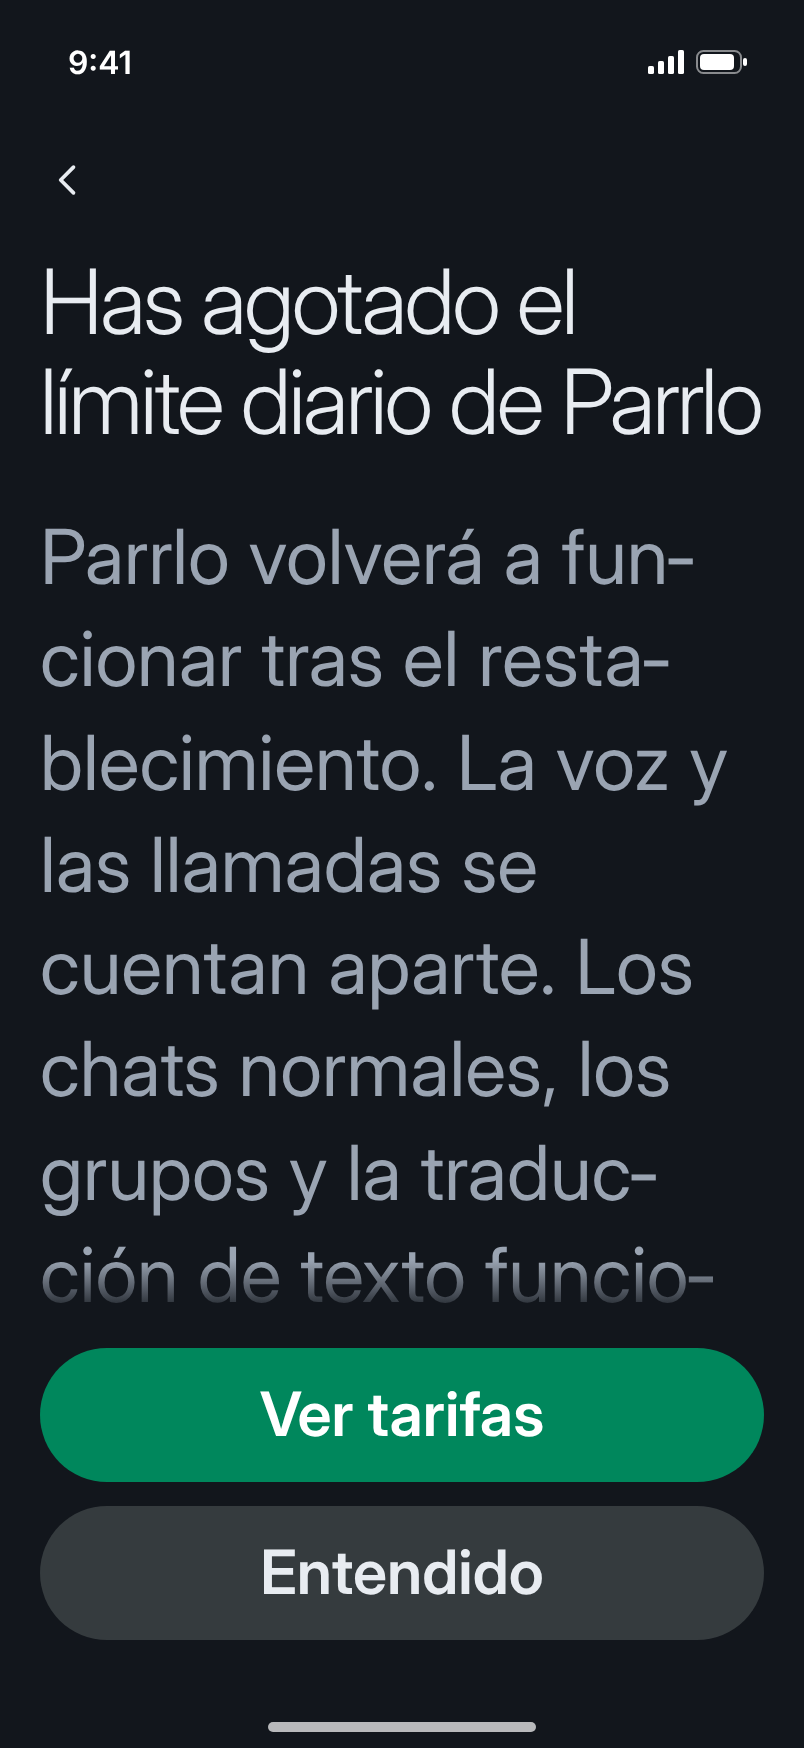 9:41
Has agotado el
límite diario de Parrlo
Parrlo volverá a fun-
cionar tras el resta-
blecimiento. La voz y
las llamadas se
cuentan aparte. Los
chats normales, los
grupos y la traduc-
ción de texto funcio-
Ver tarifas
Entendido